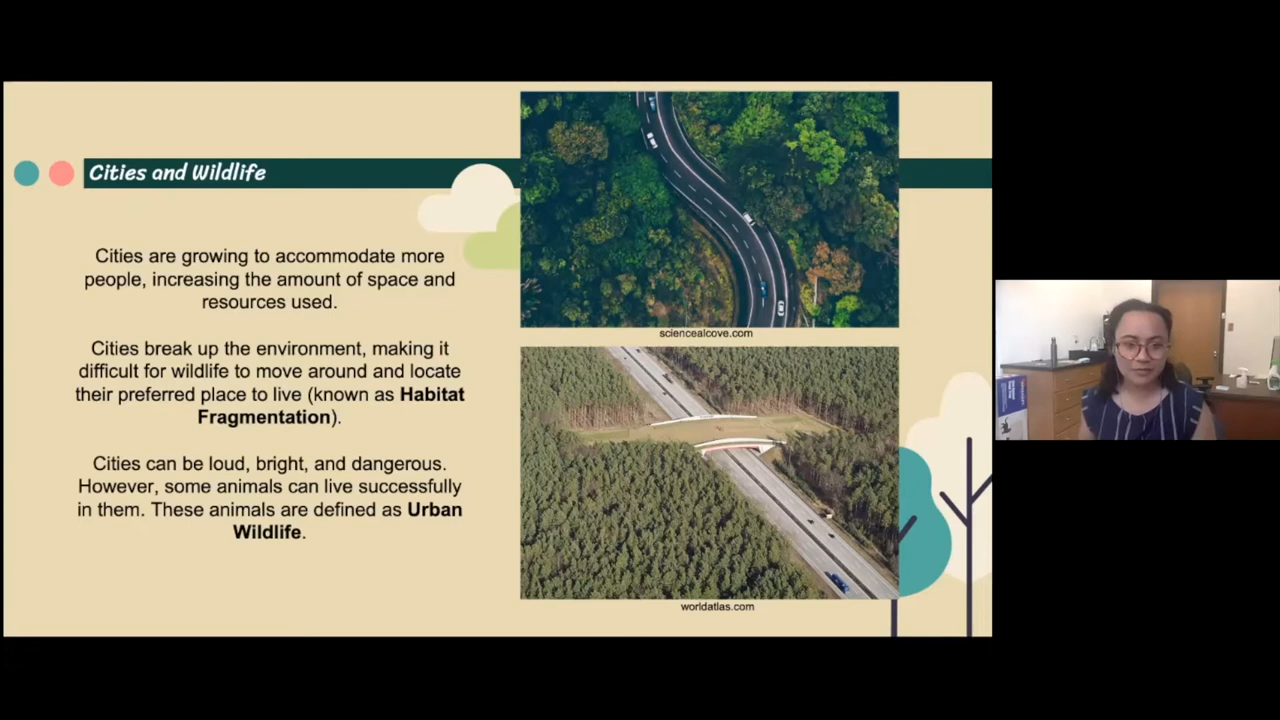 Cities and Wildlife
Cities are growing to accommodate more
people, increasing the amount of space and
resources used.
Cities break up the environment, making it
difficult for wildlife to move around and locate
their preferred place to live (known as Habitat
Fragmentation).
Cities can be loud, bright, and dangerous.
However, some animals can live successfully
in them. These animals are defined as Urban
Wildlife.
sciencealcove.com
worldatlas.com